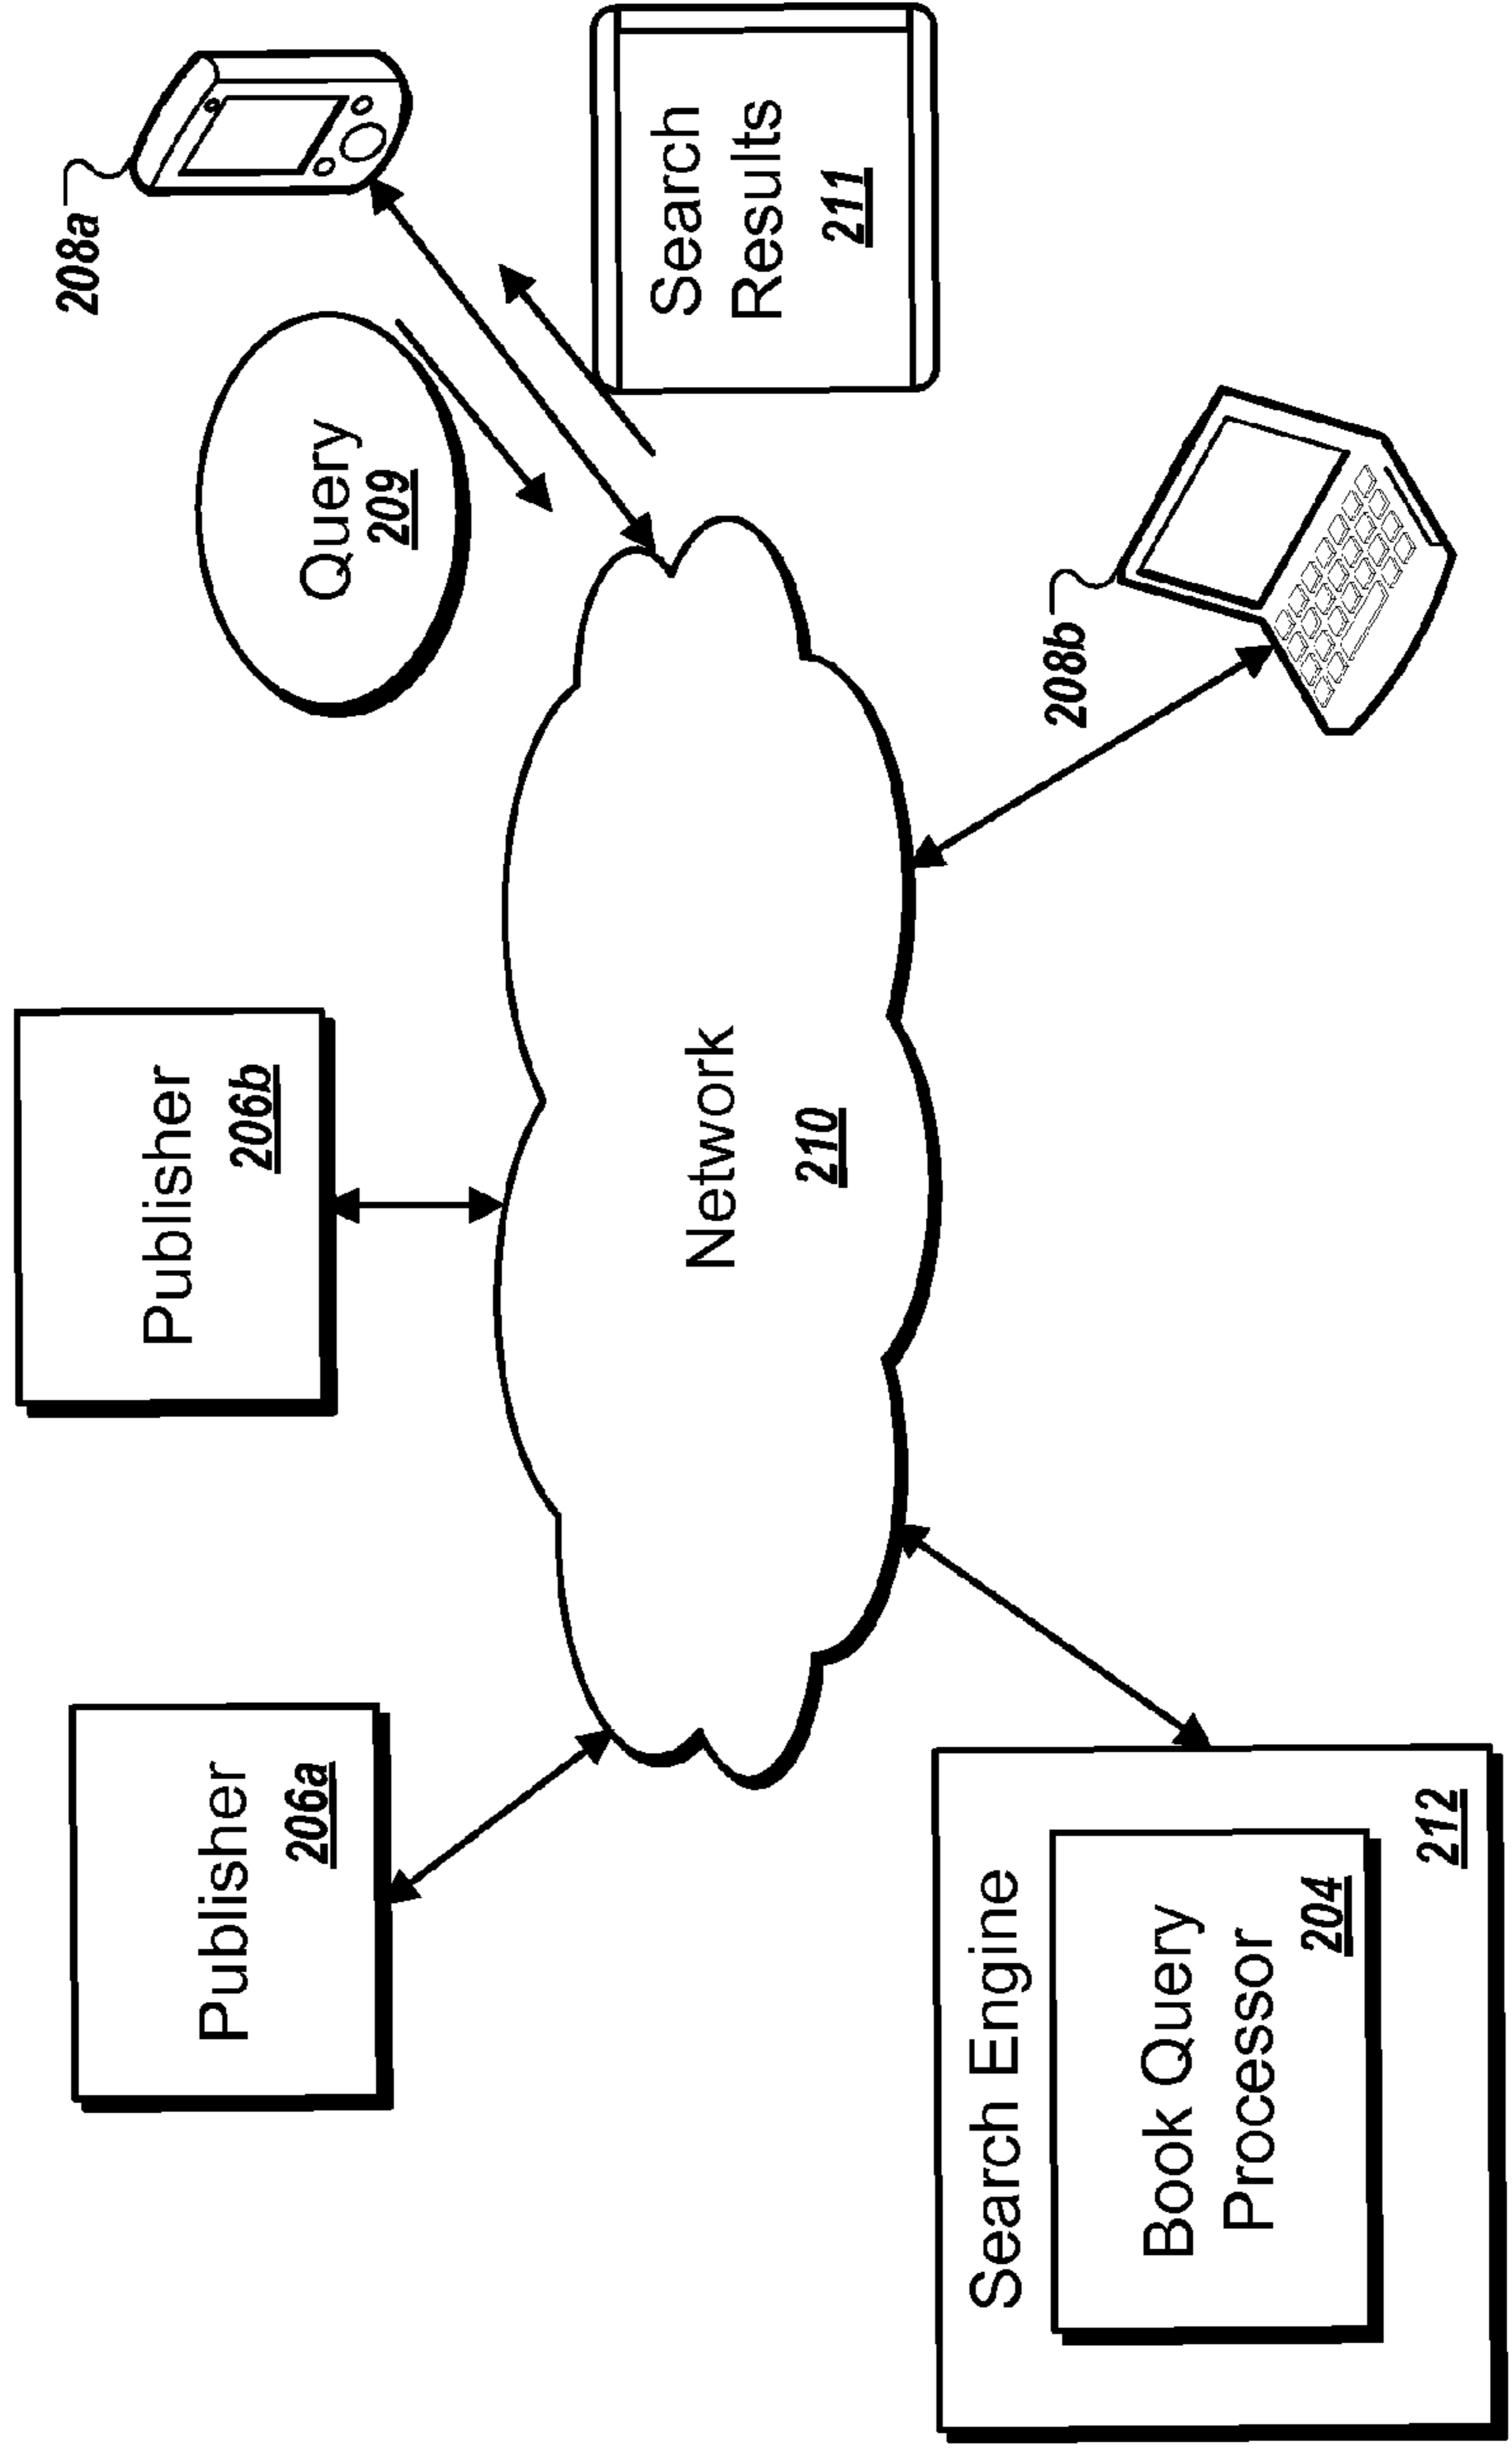 Publisher
206a
Publisher
206b
208a
Query
209
Search
Results
211
Network
210
208b
Search Engine
Book Query
Processor
204
212